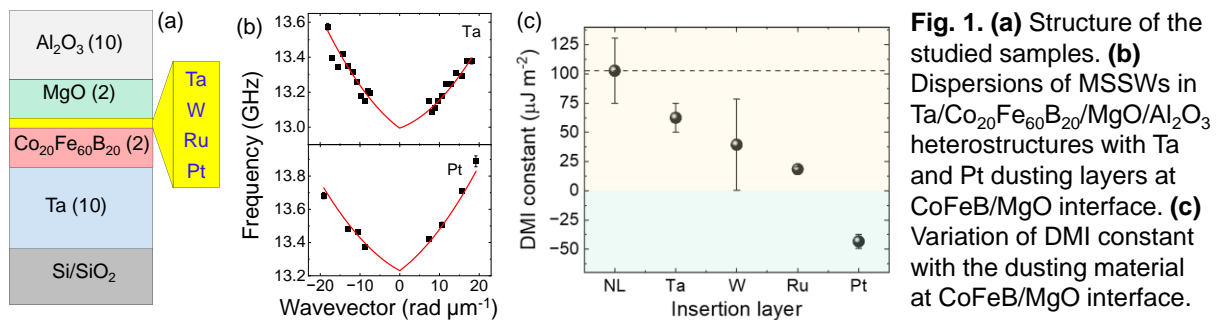 (a)
Al₂O₃ (10)
MgO (2)
Co₂₀Fe₆₀B₂₀ (2)
Ta (10)
Si/SiO₂
Ta
W
Ru
Pt
(b)
Frequency (GHz)
13.6
13.4
13.2
13.0
Ta
13.8
13.6
13.4
13.2
Pt
−20 −10 0 10 20
Wavevector (rad µm⁻¹)
(c)
DMI constant (µJ m⁻²)
125
100
75
50
25
0
−25
−50
NL Ta W Ru Pt
Insertion layer
Fig. 1. (a) Structure of the
studied samples. (b)
Dispersions of MSSWs in
Ta/Co₂₀Fe₆₀B₂₀/MgO/Al₂O₃
heterostructures with Ta
and Pt dusting layers at
CoFeB/MgO interface. (c)
Variation of DMI constant
with the dusting material
at CoFeB/MgO interface.